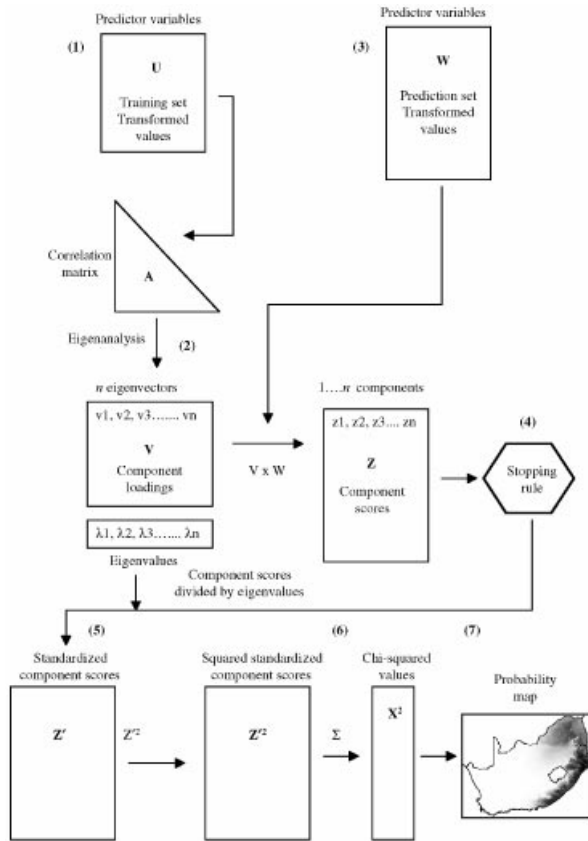 Predictor variables
(1)
U
Training set
Transformed
values
Predictor variables
(3)
W
Prediction set
Transformed
values
Correlation
matrix
A
Eigenanalysis
(2)
n eigenvectors
v1, v2, v3....... vn
V
Component
loadings
λ1, λ2, λ3....... λn
Eigenvalues
V x W
1....n components
z1, z2, z3.... zn
Z
Component
scores
(4)
Stopping
rule
Component scores
divided by eigenvalues
(5)
Standardized
component scores
Z'
Z'²
(6)
Squared standardized
component scores
Z'²
Σ
Chi-squared
values
X²
(7)
Probability
map